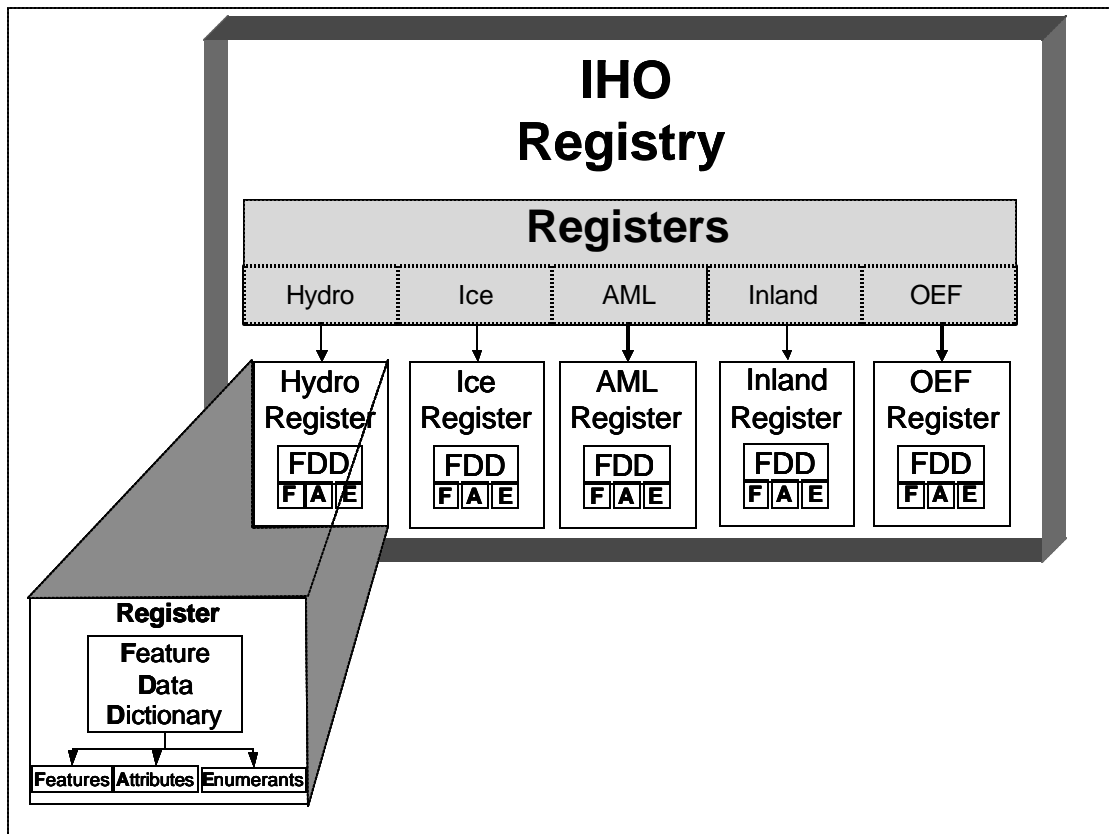 IHO
Registry
Registers
Hydro Ice AML Inland OEF
Hydro
Register
FDD
F A E
Ice
Register
FDD
F A E
AML
Register
FDD
F A E
Inland
Register
FDD
F A E
OEF
Register
FDD
F A E
Register
Feature
Data
Dictionary
Features Attributes Enumerants